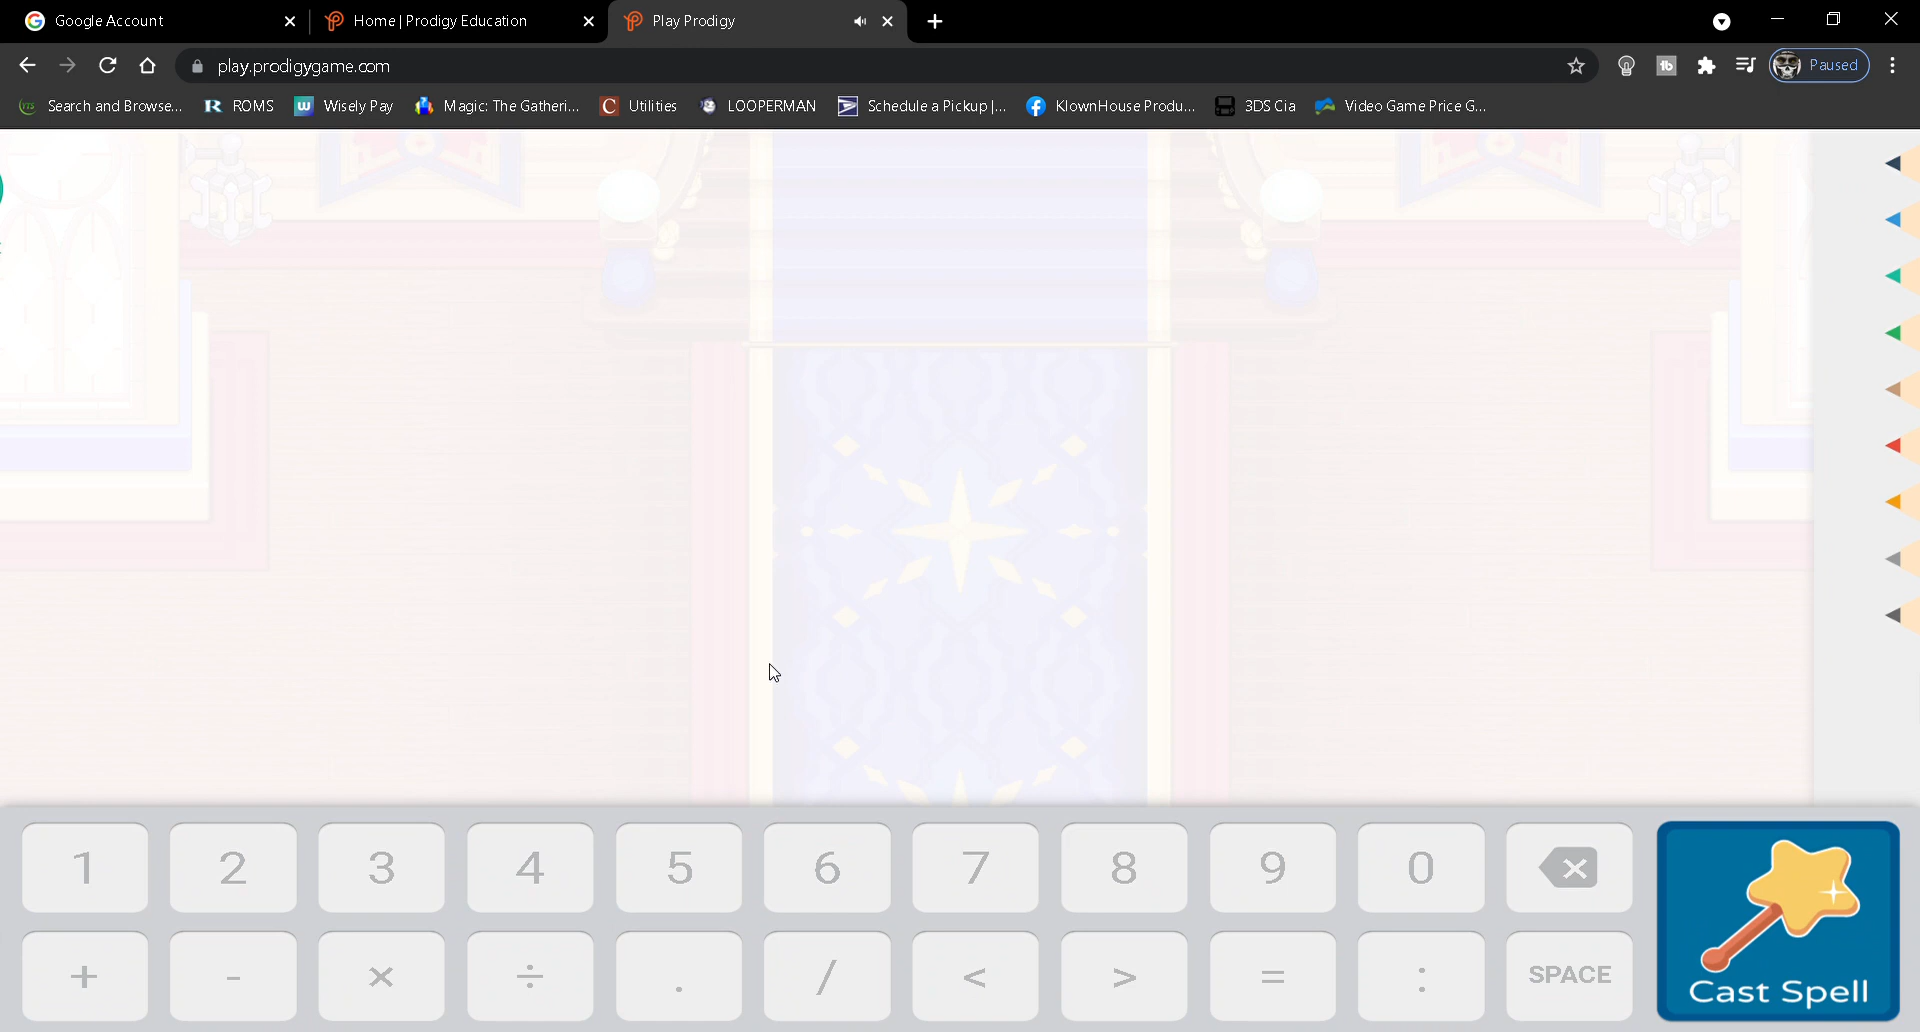 Google Account
Home | Prodigy Education
Play Prodigy
play.prodigygame.com
Paused
Search and Browse...
ROMS
Wisely Pay
Magic: The Gatheri...
Utilities
LOOPERMAN
Schedule a Pickup |...
KlownHouse Produ...
3DS Cia
Video Game Price G...
1 2 3 4 5 6 7 8 9 0
+ - × ÷ . / < > = : SPACE
Cast Spell